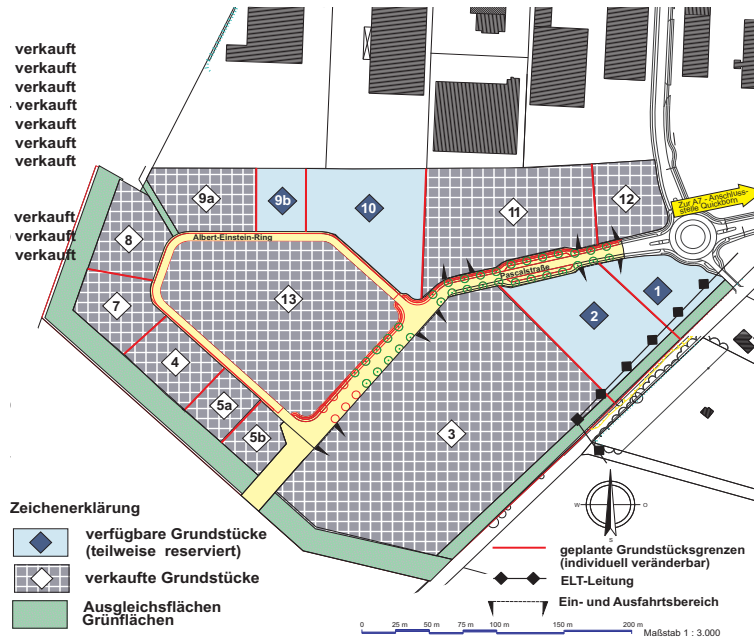 verkauft
verkauft
verkauft
verkauft
verkauft
verkauft
verkauft
verkauft
verkauft
verkauft
9a
9b
10
11
12
Zur A7 - Anschluss-
stelle Quickborn
8
Albert-Einstein-Ring
Pascalstraße
7
13
1
2
4
5a
5b
3
Zeichenerklärung
verfügbare Grundstücke
(teilweise reserviert)
verkaufte Grundstücke
Ausgleichsflächen
Grünflächen
W
O
S
geplante Grundstücksgrenzen
(individuell veränderbar)
ELT-Leitung
Ein- und Ausfahrtsbereich
0 25 m 50 m 75 m 100 m 150 m 200 m
Maßstab 1 : 3.000